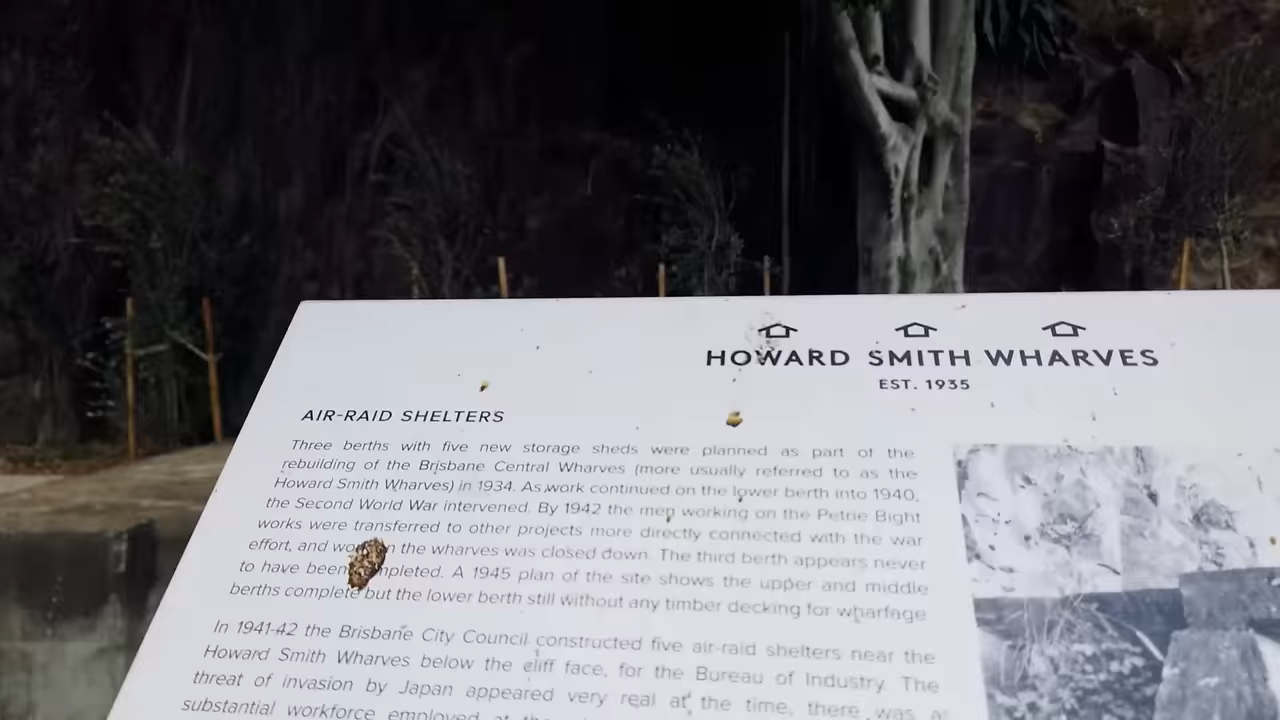 HOWARD SMITH WHARVES
EST. 1935
AIR-RAID SHELTERS
Three berths with five new storage sheds were planned as part of the
rebuilding of the Brisbane Central Wharves (more usually referred to as the
Howard Smith Wharves) in 1934. As work continued on the lower berth into 1940,
the Second World War intervened. By 1942 the men working on the Petrie Bight
works were transferred to other projects more directly connected with the war
effort, and the wharves was closed down. The third berth appears never
to have been A 1945 plan of the site shows the upper and middle
berths complete but the lower berth still without any timber decking for wharfage.
In 1941-42 the Brisbane City Council constructed five air-raid shelters near the
Howard Smith Wharves below the cliff face, for the Bureau of Industry. The
threat of invasion by Japan appeared very real at the time, there was
substantial workforce employed at